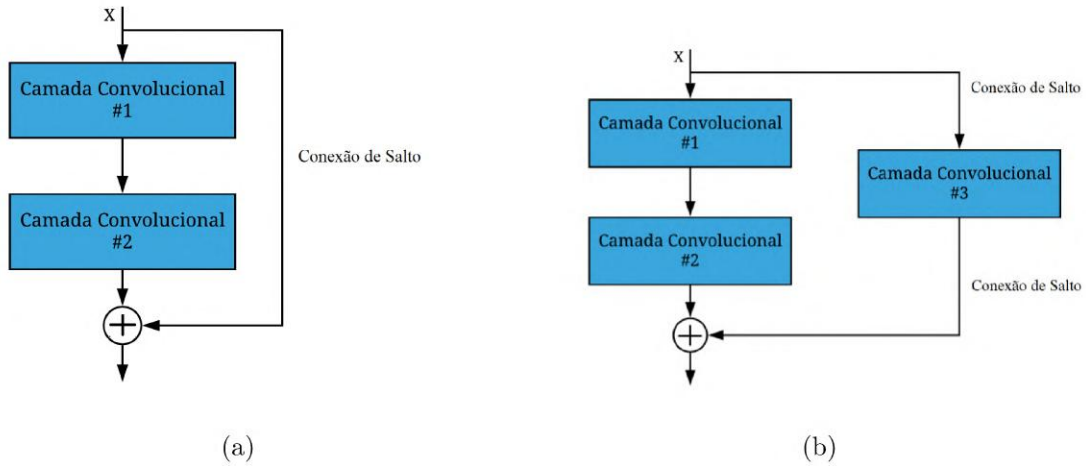 X
Camada Convolucional
#1
Conexão de Salto
Camada Convolucional
#2
(a)
X
Conexão de Salto
Camada Convolucional
#1
Camada Convolucional
#3
Camada Convolucional
#2
Conexão de Salto
(b)